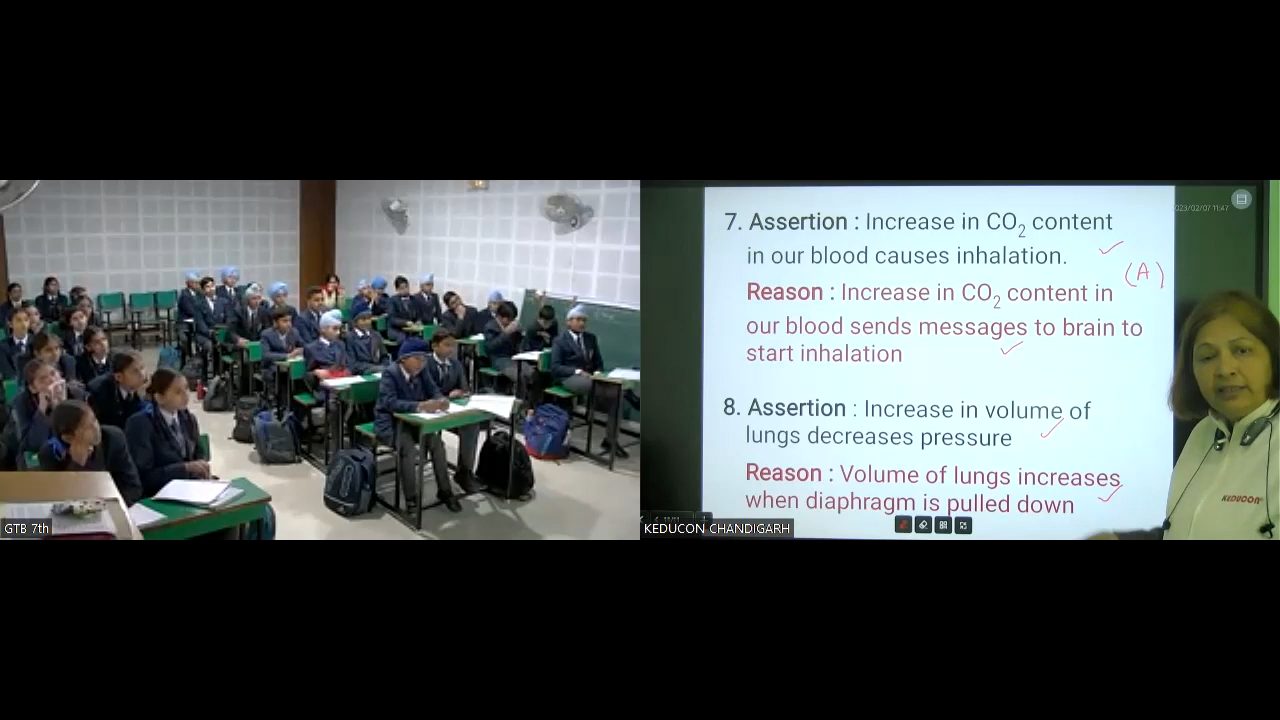 7. Assertion : Increase in CO2 content
in our blood causes inhalation.
(A)
Reason : Increase in CO2 content in
our blood sends messages to brain to
start inhalation
8. Assertion : Increase in volume of
lungs decreases pressure
Reason : Volume of lungs increases
when diaphragm is pulled down
KEDUCON
GTB 7th
KEDUCON CHANDIGARH